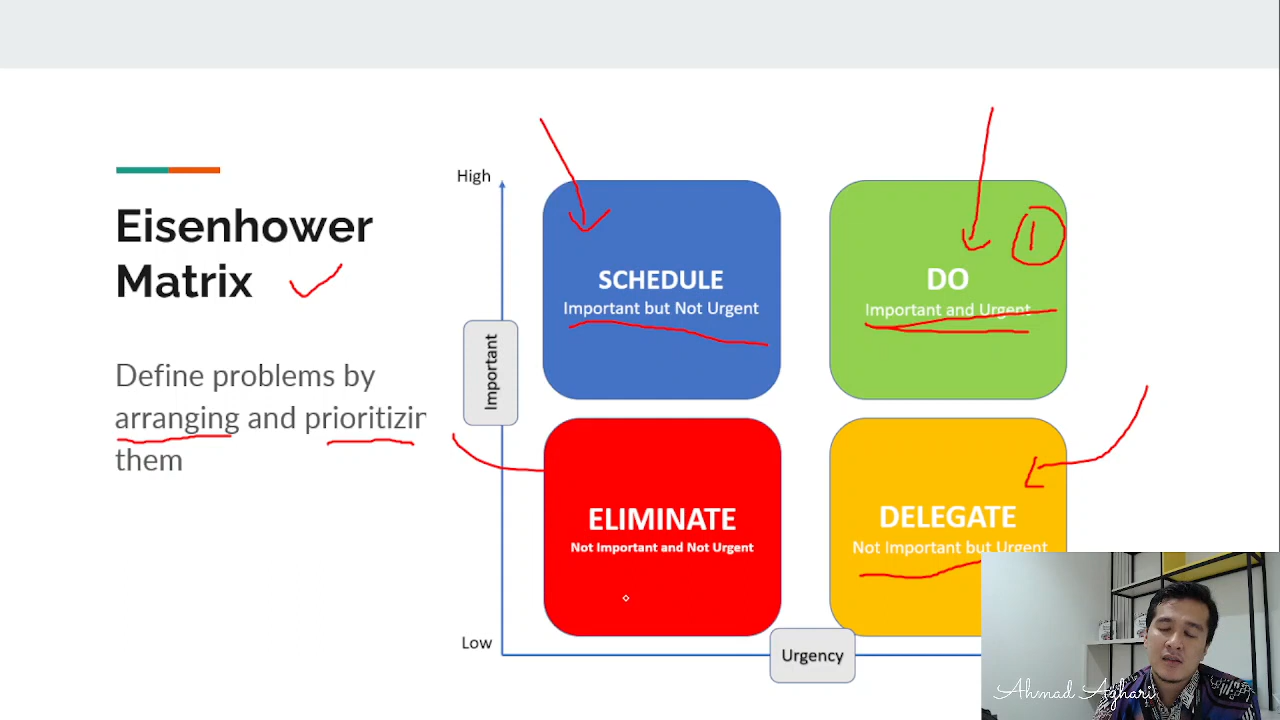 Eisenhower
Matrix
Define problems by
arranging and prioritizin
them
High
Important
Low
Urgency
SCHEDULE
Important but Not Urgent
DO
Important and Urgent
1
ELIMINATE
Not Important and Not Urgent
DELEGATE
Not Important but Urgent
Ahmad Azhari